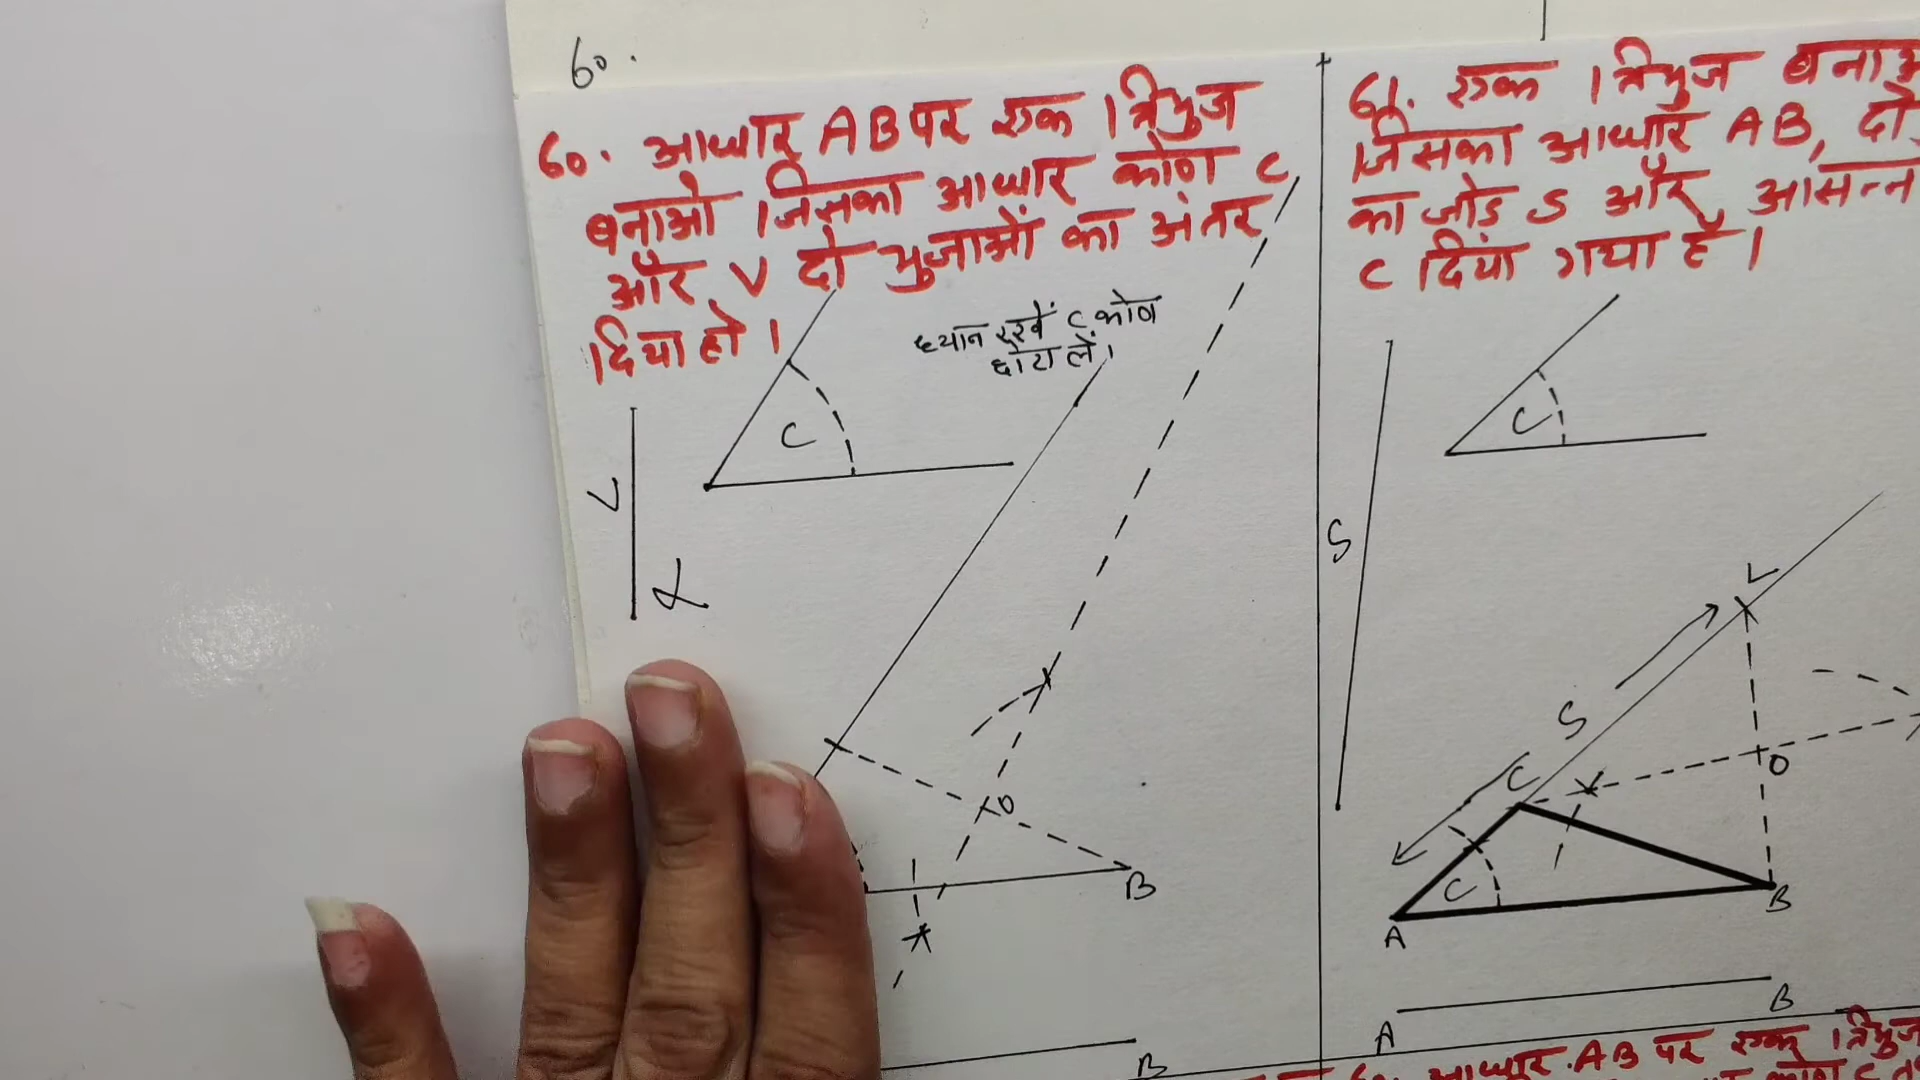 60.
60. आधार AB पर एक त्रिभुज
बनाओ जिसका आधार कोण C
और V दो भुजाओं का अंतर
दिया हो।
ध्यान रखें C कोण
छोटा लें।
C
V
O
B
B
61. एक त्रिभुज बनाओ
जिसका आधार AB, दो
का जोड़ S और आसन्न
C दिया गया है।
C
S
L
S
C
O
C
A
B
A
B
आधार AB पर एक त्रिभुज
कोण C